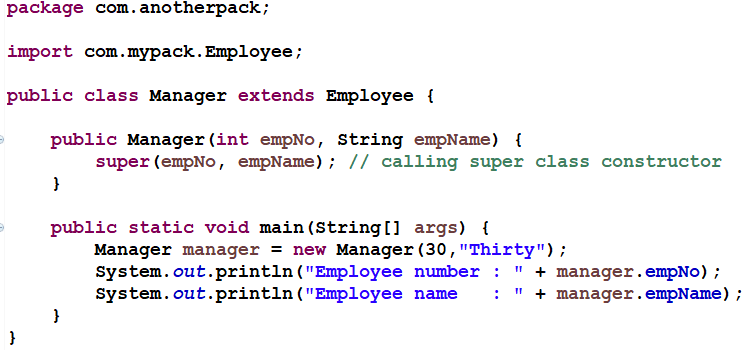 package com.anotherpack;
import com.mypack.Employee;
public class Manager extends Employee {
public Manager(int empNo, String empName) {
super(empNo, empName); // calling super class constructor
}
public static void main(String[] args) {
Manager manager = new Manager(30,"Thirty");
System.out.println("Employee number : " + manager.empNo);
System.out.println("Employee name   : " + manager.empName);
}
}